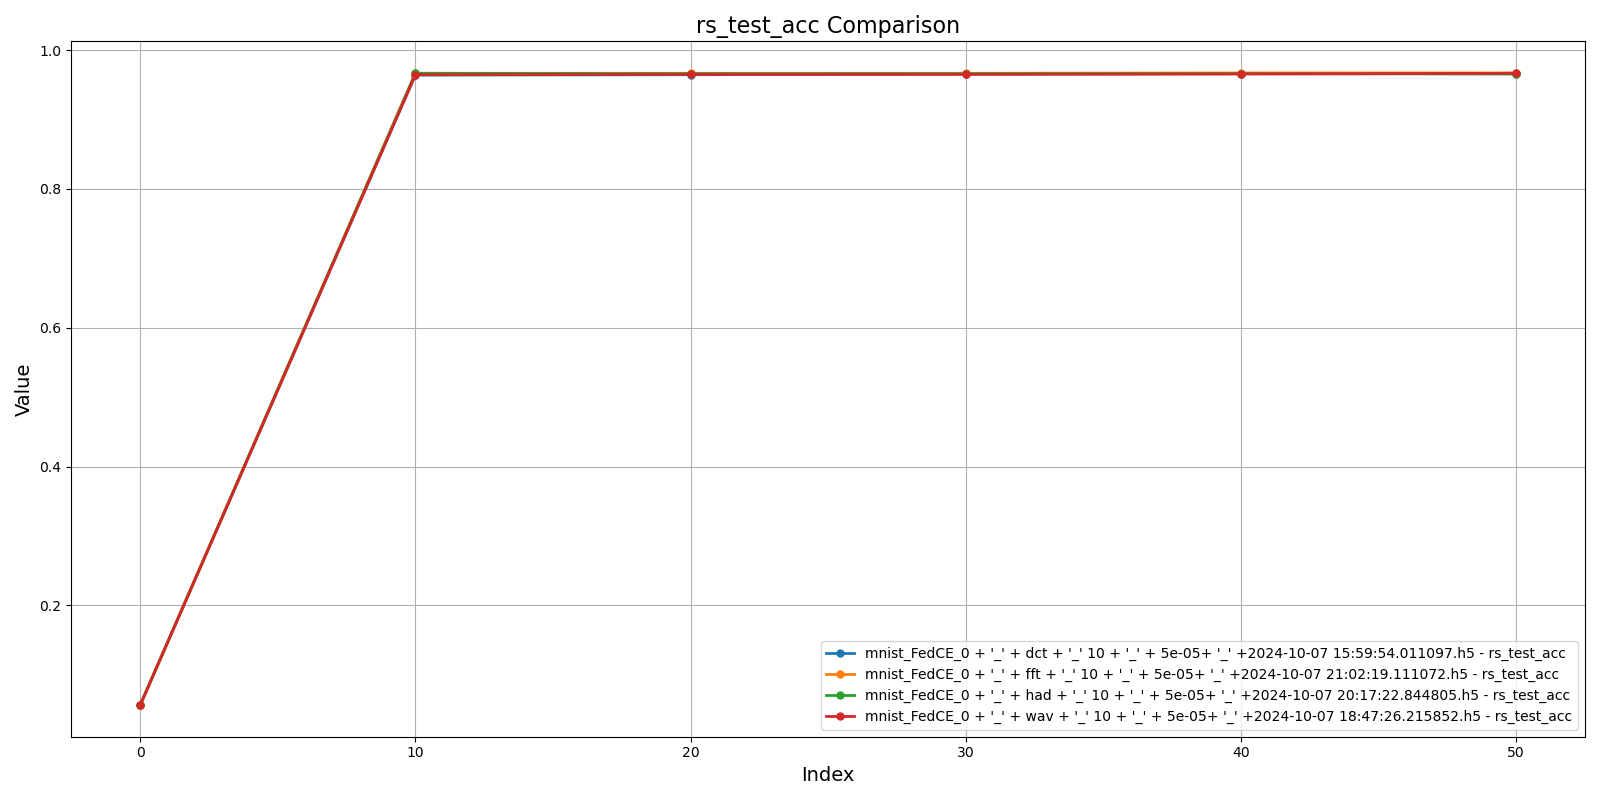 rs_test_acc Comparison
Value
1.0
0.8
0.6
0.4
0.2
mnist_FedCE_0 + '_' + dct + '_' 10 + '_' + 5e-05+ '_' +2024-10-07 15:59:54.011097.h5 - rs_test_acc
mnist_FedCE_0 + '_' + fft + '_' 10 + '_' + 5e-05+ '_' +2024-10-07 21:02:19.111072.h5 - rs_test_acc
mnist_FedCE_0 + '_' + had + '_' 10 + '_' + 5e-05+ '_' +2024-10-07 20:17:22.844805.h5 - rs_test_acc
mnist_FedCE_0 + '_' + wav + '_' 10 + '_' + 5e-05+ '_' +2024-10-07 18:47:26.215852.h5 - rs_test_acc
0 10 20 30 40 50
Index